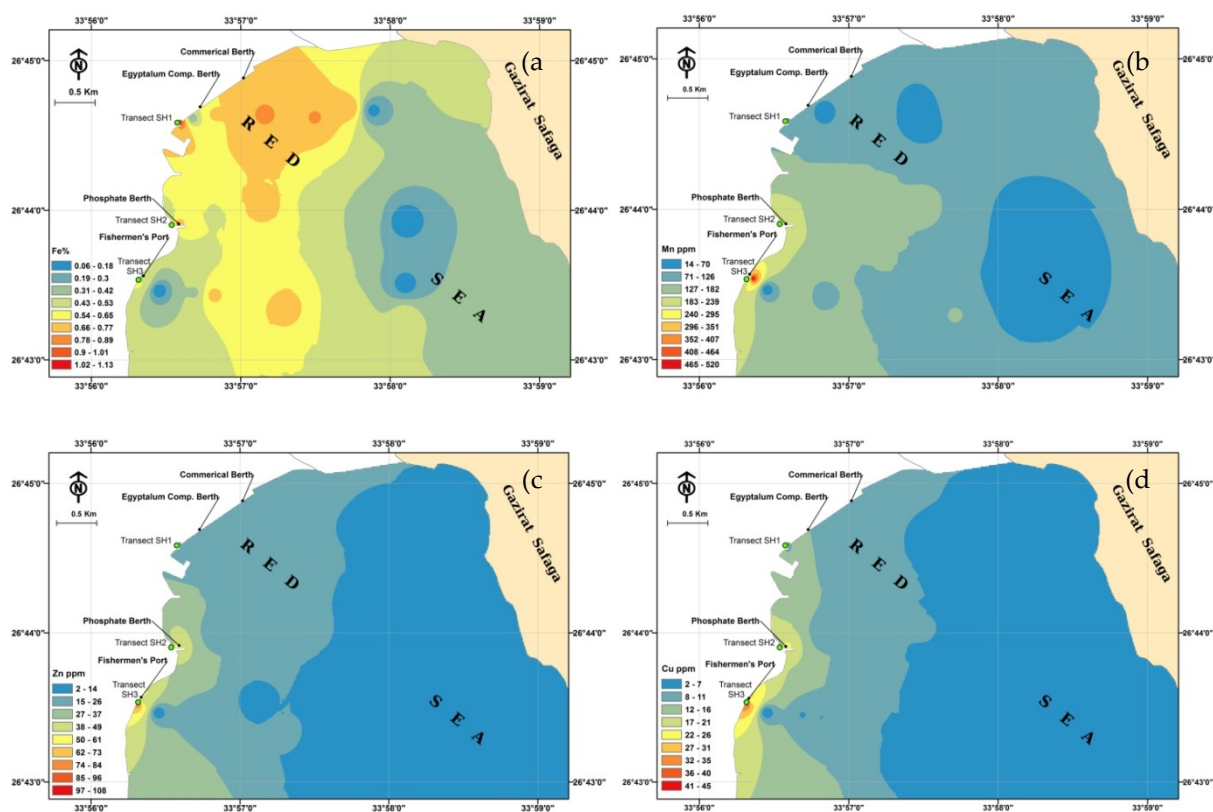 33°56'0" 33°57'0" 33°58'0" 33°59'0"
(a)
N
0.5 Km
Commerical Berth
Egyptalum Comp. Berth
Transect SH1
Phosphate Berth
Transect SH2
Fishermen's Port
Transect
SH3
Gazirat Safaga
RED
SEA
26°45'0"
26°44'0"
26°43'0"
Fe%
0.06 - 0.18
0.19 - 0.3
0.31 - 0.42
0.43 - 0.53
0.54 - 0.65
0.66 - 0.77
0.78 - 0.89
0.9 - 1.01
1.02 - 1.13
33°56'0" 33°57'0" 33°58'0" 33°59'0"
33°56'0" 33°57'0" 33°58'0" 33°59'0"
(b)
N
0.5 Km
Commerical Berth
Egyptalum Comp. Berth
Transect SH1
Phosphate Berth
Transect SH2
Fishermen's Port
Transect
SH3
Gazirat Safaga
RED
SEA
26°45'0" 26°45'0"
26°44'0" 26°44'0"
26°43'0" 26°43'0"
Mn ppm
14 - 70
71 - 126
127 - 182
183 - 239
240 - 295
296 - 351
352 - 407
408 - 464
465 - 520
33°56'0" 33°57'0" 33°58'0" 33°59'0"
33°56'0" 33°57'0" 33°58'0" 33°59'0"
(c)
N
0.5 Km
Commerical Berth
Egyptalum Comp. Berth
Transect SH1
Phosphate Berth
Transect SH2
Fishermen's Port
Transect
SH3
Gazirat Safaga
RED
SEA
26°45'0"
26°44'0"
26°43'0"
Zn ppm
2 - 14
15 - 26
27 - 37
38 - 49
50 - 61
62 - 73
74 - 84
85 - 96
97 - 108
33°56'0" 33°57'0" 33°58'0" 33°59'0"
33°56'0" 33°57'0" 33°58'0" 33°59'0"
(d)
N
0.5 Km
Commerical Berth
Egyptalum Comp. Berth
Transect SH1
Phosphate Berth
Transect SH2
Fishermen's Port
Transect
SH3
Gazirat Safaga
RED
SEA
26°45'0" 26°45'0"
26°44'0" 26°44'0"
26°43'0" 26°43'0"
Cu ppm
2 - 7
8 - 11
12 - 16
17 - 21
22 - 26
27 - 31
32 - 35
36 - 40
41 - 45
33°56'0" 33°57'0" 33°58'0" 33°59'0"